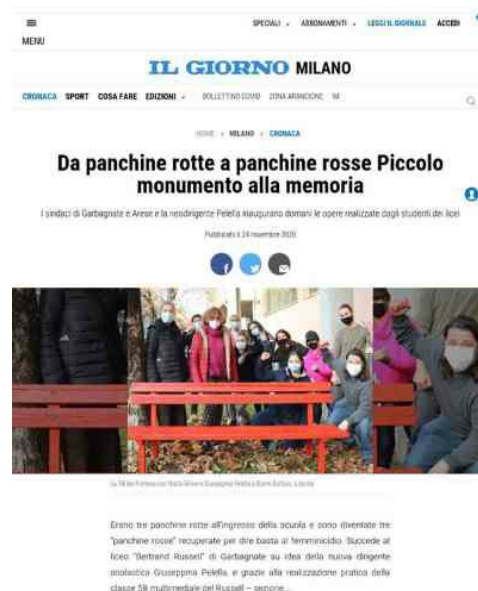 SPECIALI ABBONAMENTI LEGGI IL GIORNALE ACCEDI
MENU
IL GIORNO MILANO
CRONACA SPORT COSA FARE EDIZIONI BOLLETTINO COVID ZONA ARANCIONE
HOME › MILANO › CRONACA
Da panchine rotte a panchine rosse Piccolo
monumento alla memoria
I sindaci di Garbagnate e Arese e la neodirigente Pelella inaugurano domani le opere realizzate dagli studenti dei licei
Pubblicato il 24 novembre 2020
Erano tre panchine rotte all'ingresso della scuola e sono diventate tre
"panchine rosse" recuperate per dire basta al femminicidio. Succede al
liceo "Bertrand Russell" di Garbagnate su idea della nuova dirigente
scolastica Giuseppina Pelella, e grazie alla realizzazione pratica della
classe 5B multimediale del Russell – sezione...